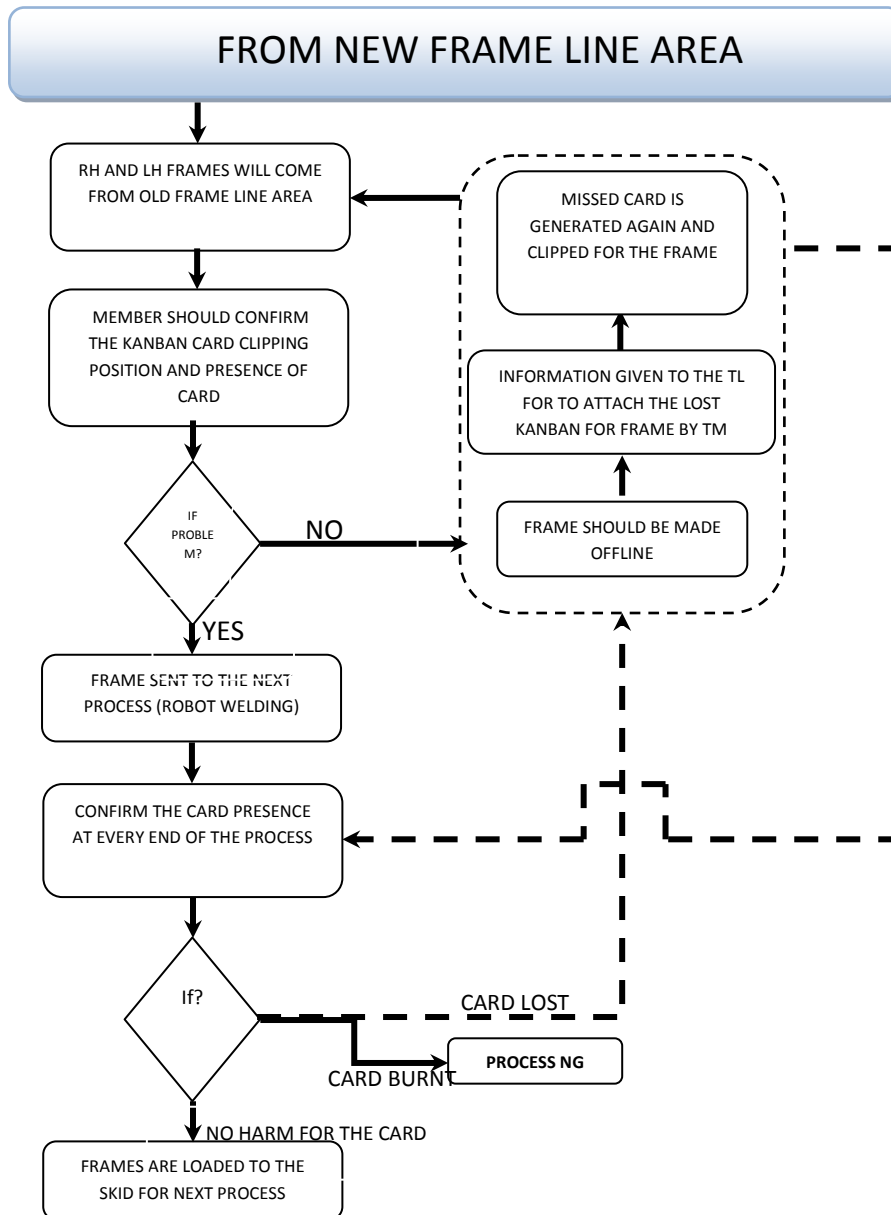 FROM NEW FRAME LINE AREA
RH AND LH FRAMES WILL COME
FROM OLD FRAME LINE AREA
MISSED CARD IS
GENERATED AGAIN AND
CLIPPED FOR THE FRAME
MEMBER SHOULD CONFIRM
THE KANBAN CARD CLIPPING
POSITION AND PRESENCE OF
CARD
INFORMATION GIVEN TO THE TL
FOR TO ATTACH THE LOST
KANBAN FOR FRAME BY TM
IF
PROBLE
M?
NO
FRAME SHOULD BE MADE
OFFLINE
YES
FRAME SENT TO THE NEXT
PROCESS (ROBOT WELDING)
CONFIRM THE CARD PRESENCE
AT EVERY END OF THE PROCESS
If?
CARD LOST
PROCESS NG
CARD BURNT
NO HARM FOR THE CARD
FRAMES ARE LOADED TO THE
SKID FOR NEXT PROCESS